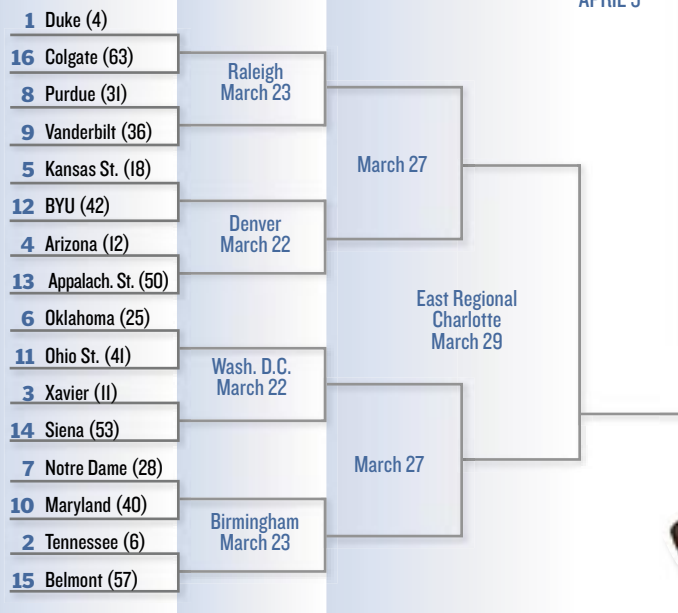 1 Duke (4)
16 Colgate (63)
8 Purdue (31)
9 Vanderbilt (36)
5 Kansas St. (18)
12 BYU (42)
4 Arizona (12)
13 Appalach. St. (50)
6 Oklahoma (25)
11 Ohio St. (41)
3 Xavier (11)
14 Siena (53)
7 Notre Dame (28)
10 Maryland (40)
2 Tennessee (6)
15 Belmont (57)
Raleigh
March 23
Denver
March 22
Wash. D.C.
March 22
Birmingham
March 23
March 27
March 27
East Regional
Charlotte
March 29